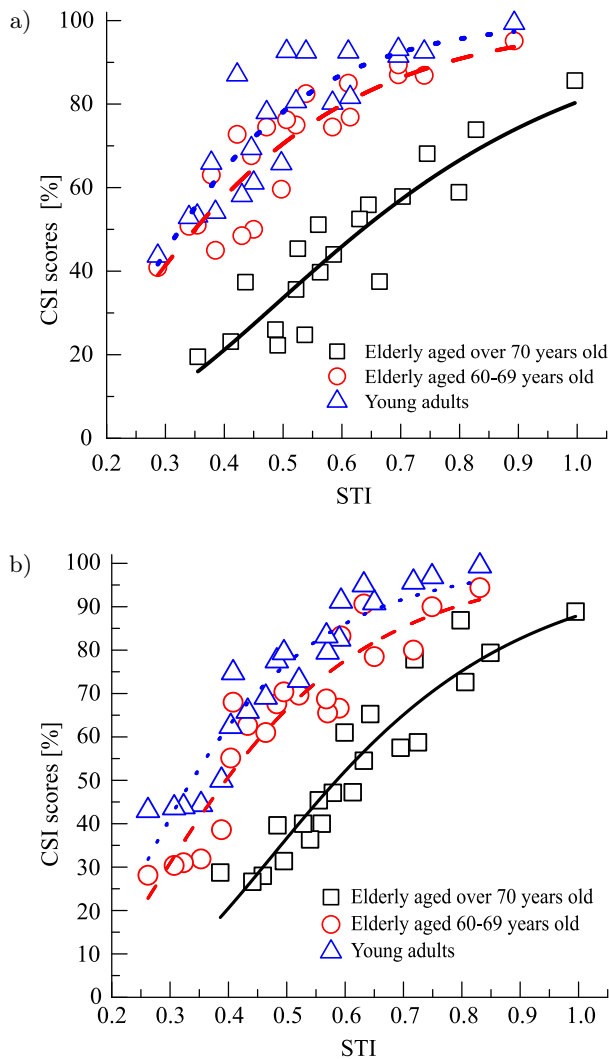 a)
100
80
60
40
20
0
CSI scores [%]
Elderly aged over 70 years old
Elderly aged 60-69 years old
Young adults
0.2 0.3 0.4 0.5 0.6 0.7 0.8 0.9 1.0
STI
b)
100
90
80
70
60
50
40
30
20
10
0
CSI scores [%]
Elderly aged over 70 years old
Elderly aged 60-69 years old
Young adults
0.2 0.3 0.4 0.5 0.6 0.7 0.8 0.9 1.0
STI